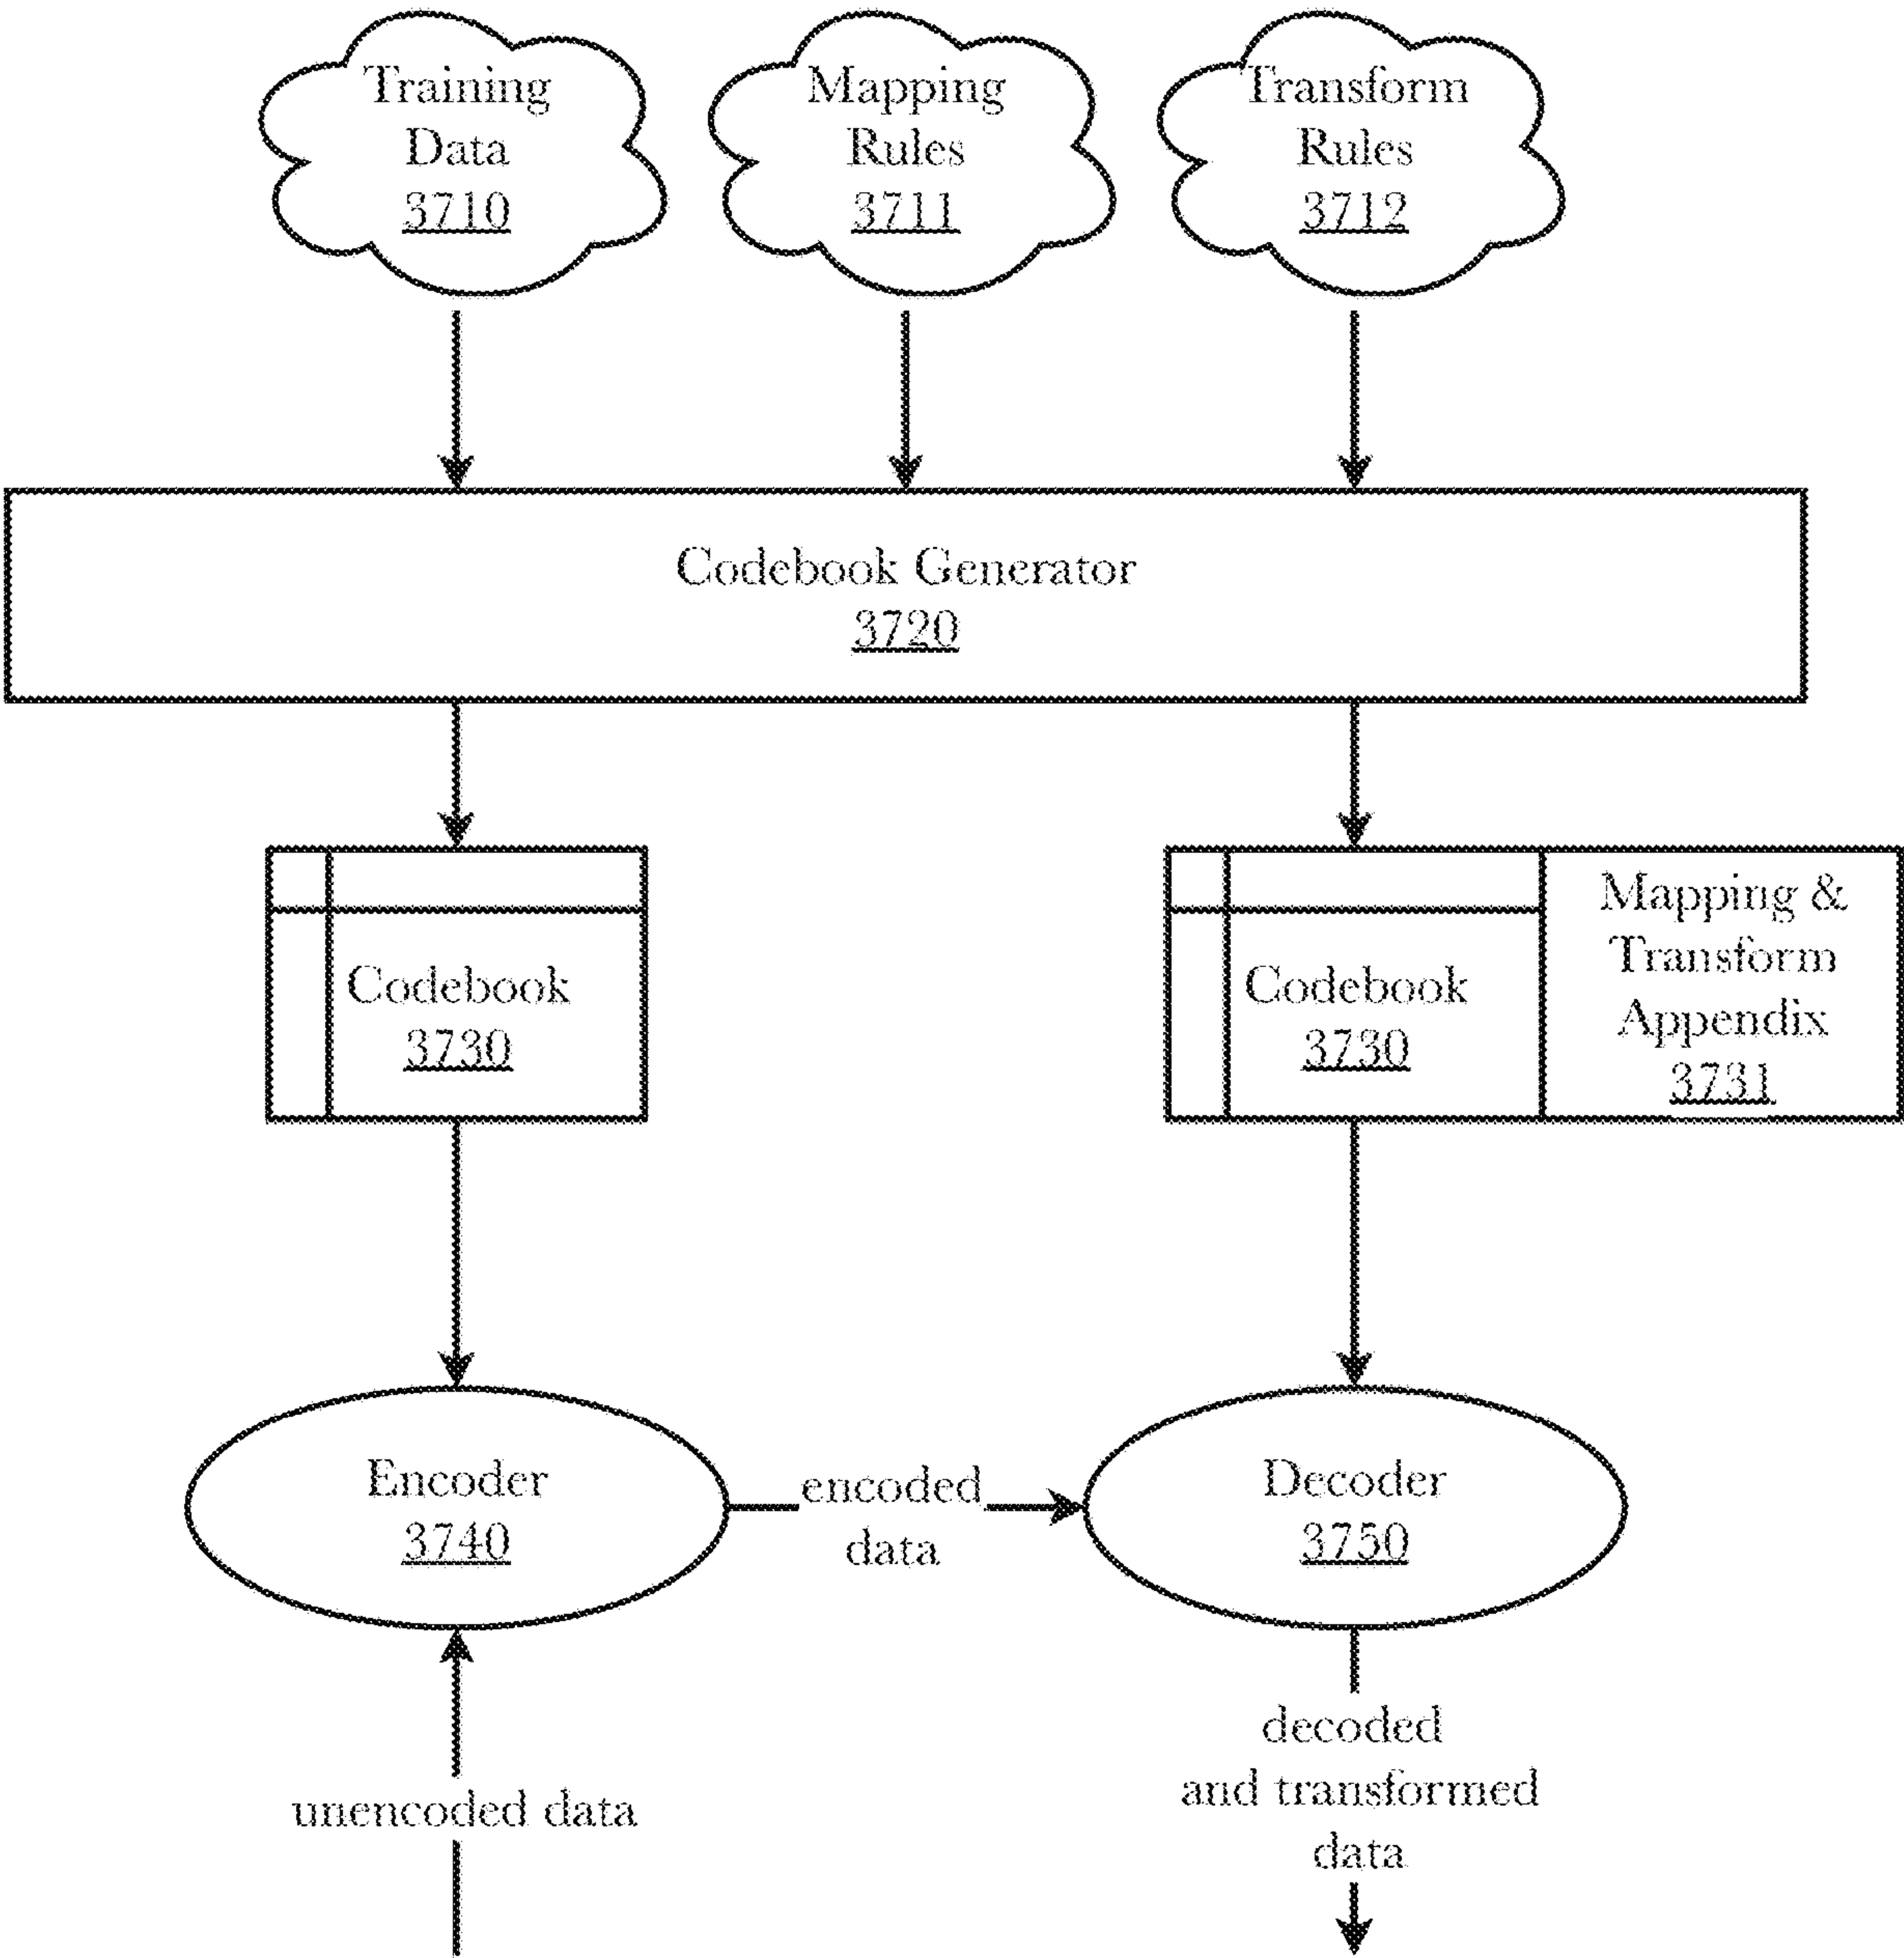 Training
Data
3710
Mapping
Rules
3711
Transform
Rules
3712
Codebook Generator
3720
Codebook
3730
Codebook
3730
Mapping &
Transform
Appendix
3731
Encoder
3740
encoded
data
Decoder
3750
unencoded data
decoded
and transformed
data